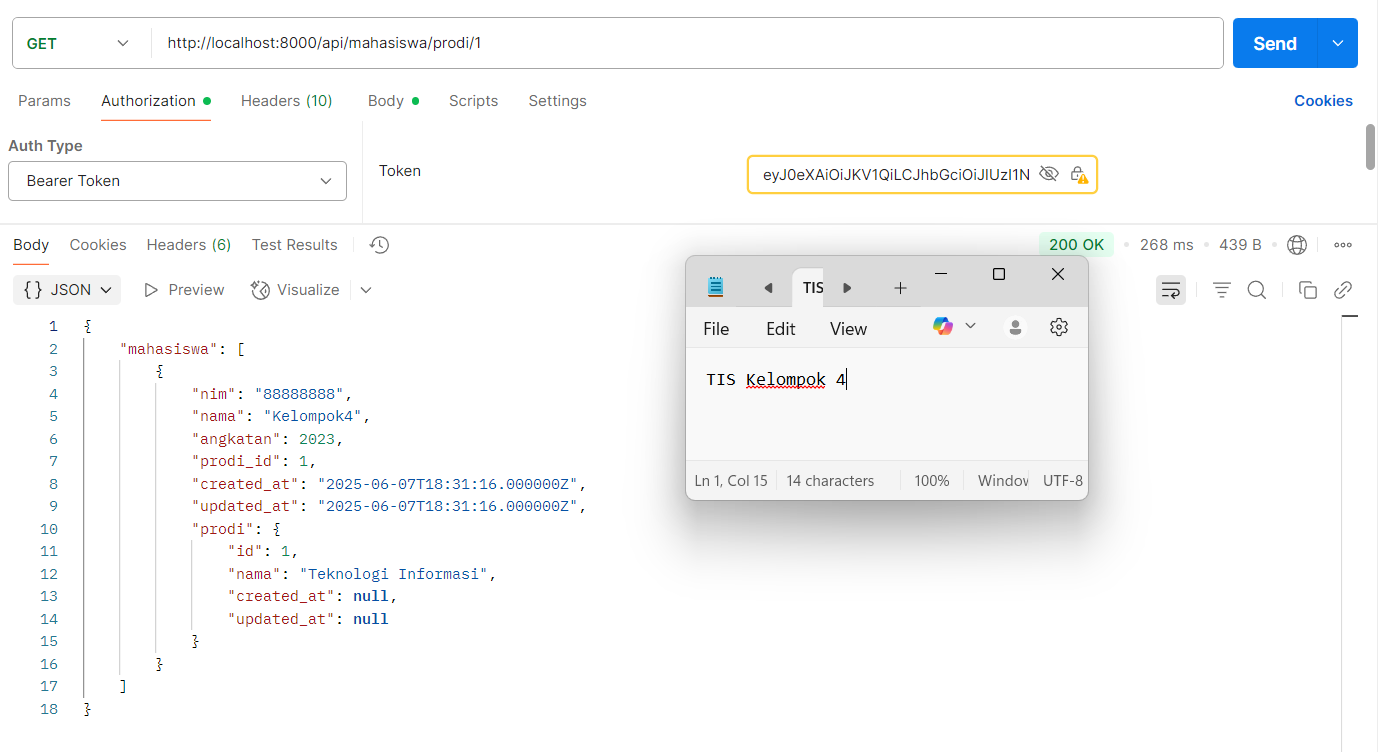 GET http://localhost:8000/api/mahasiswa/prodi/1 Send
Params Authorization Headers (10) Body Scripts Settings Cookies
Auth Type
Bearer Token
Token
eyJ0eXAiOiJKV1QiLCJhbGciOiJIUzI1N
Body Cookies Headers (6) Test Results 200 OK 268 ms 439 B
{} JSON Preview Visualize
1 {
2 "mahasiswa": [
3 {
4 "nim": "88888888",
5 "nama": "Kelompok4",
6 "angkatan": 2023,
7 "prodi_id": 1,
8 "created_at": "2025-06-07T18:31:16.000000Z",
9 "updated_at": "2025-06-07T18:31:16.000000Z",
10 "prodi": {
11 "id": 1,
12 "nama": "Teknologi Informasi",
13 "created_at": null,
14 "updated_at": null
15 }
16 }
17 ]
18 }
TIS
File Edit View
TIS Kelompok 4
Ln 1, Col 15 14 characters 100% Window UTF-8